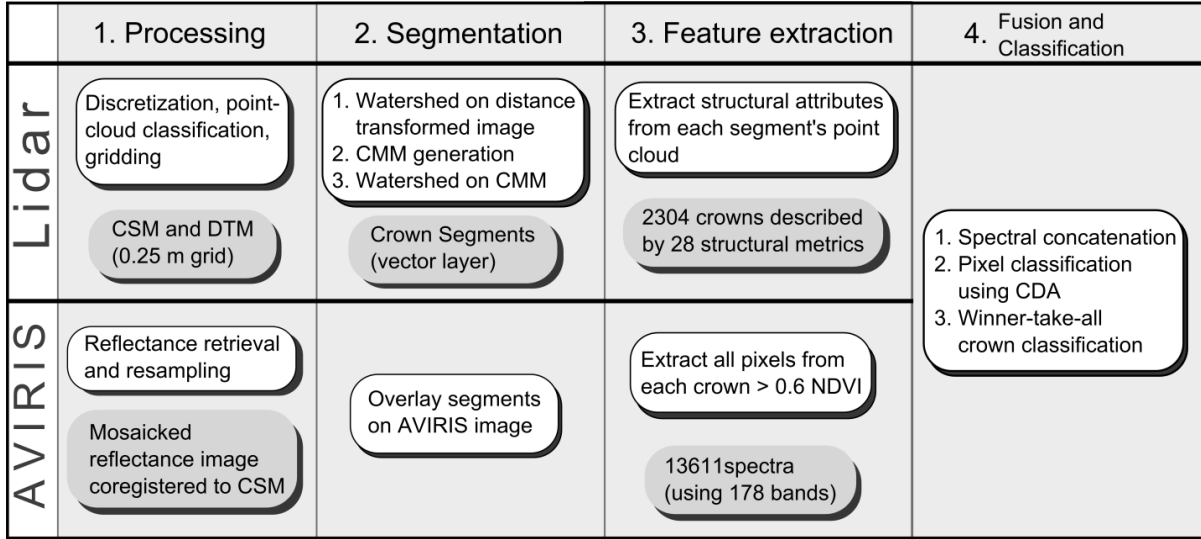 1. Processing
2. Segmentation
3. Feature extraction
4. Fusion and
Classification
Lidar
Discretization, point-
cloud classification,
gridding
CSM and DTM
(0.25 m grid)
1. Watershed on distance
transformed image
2. CMM generation
3. Watershed on CMM
Crown Segments
(vector layer)
Extract structural attributes
from each segment's point
cloud
2304 crowns described
by 28 structural metrics
AVIRIS
Reflectance retrieval
and resampling
Mosaicked
reflectance image
coregistered to CSM
Overlay segments
on AVIRIS image
Extract all pixels from
each crown > 0.6 NDVI
13611spectra
(using 178 bands)
1. Spectral concatenation
2. Pixel classification
using CDA
3. Winner-take-all
crown classification